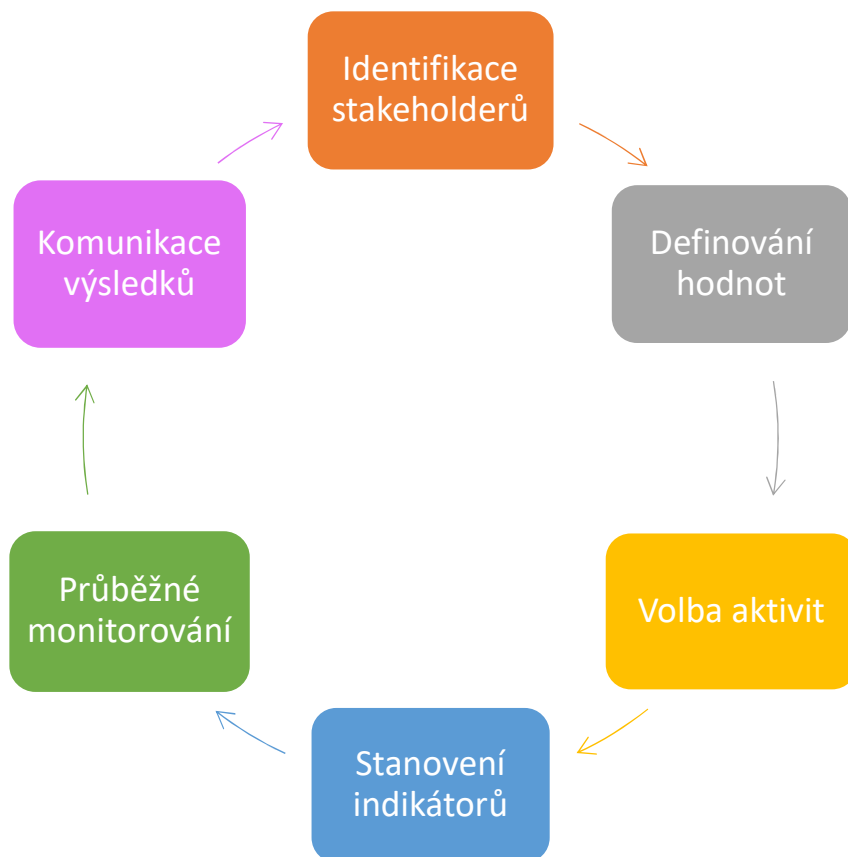 Identifikace
stakeholderů
Definování
hodnot
Volba aktivit
Stanovení
indikátorů
Průběžné
monitorování
Komunikace
výsledků